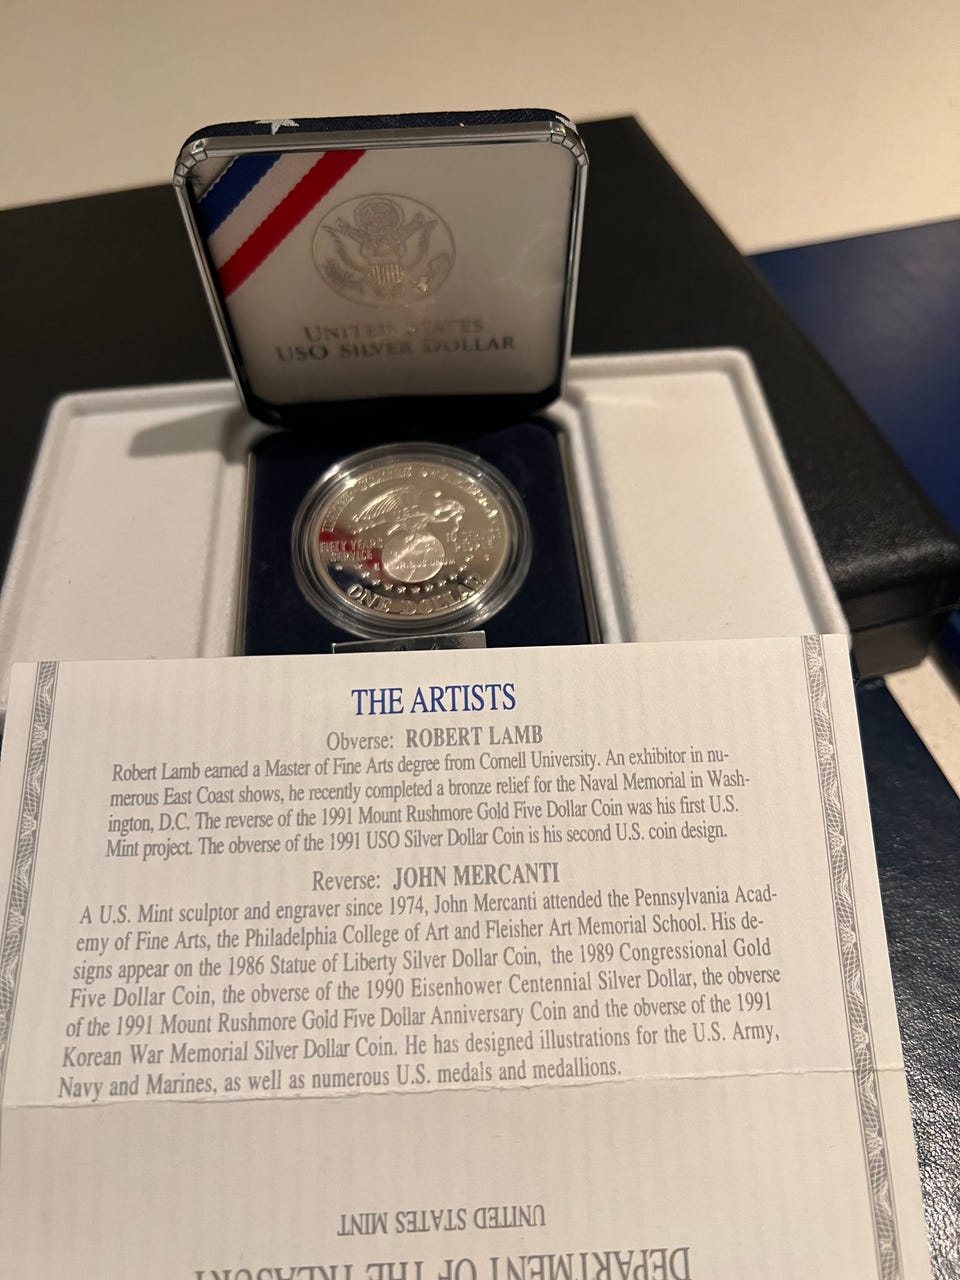 UNITED STATES
USO SILVER DOLLAR
FIFTY YEARS
SERVICE
ONE DOLLAR
THE ARTISTS
Obverse: ROBERT LAMB
Robert Lamb earned a Master of Fine Arts degree from Cornell University. An exhibitor in nu-
merous East Coast shows, he recently completed a bronze relief for the Naval Memorial in Wash-
ington, D.C. The reverse of the 1991 Mount Rushmore Gold Five Dollar Coin was his first U.S.
Mint project. The obverse of the 1991 USO Silver Dollar Coin is his second U.S. coin design.
Reverse: JOHN MERCANTI
A U.S. Mint sculptor and engraver since 1974, John Mercanti attended the Pennsylvania Acad-
emy of Fine Arts, the Philadelphia College of Art and Fleisher Art Memorial School. His de-
signs appear on the 1986 Statue of Liberty Silver Dollar Coin, the 1989 Congressional Gold
Five Dollar Coin, the obverse of the 1990 Eisenhower Centennial Silver Dollar, the obverse
of the 1991 Mount Rushmore Gold Five Dollar Anniversary Coin and the obverse of the 1991
Korean War Memorial Silver Dollar Coin. He has designed illustrations for the U.S. Army,
Navy and Marines, as well as numerous U.S. medals and medallions.
UNITED STATES MINT
DEPARTMENT OF THE TREASURY